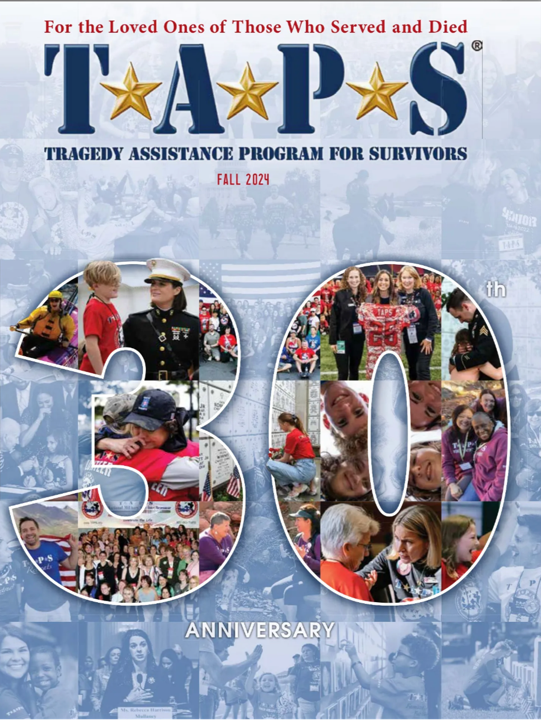 For the Loved Ones of Those Who Served and Died
T★A★P★S®
TRAGEDY ASSISTANCE PROGRAM FOR SURVIVORS
FALL 2024
30th
TAPS
ANNIVERSARY